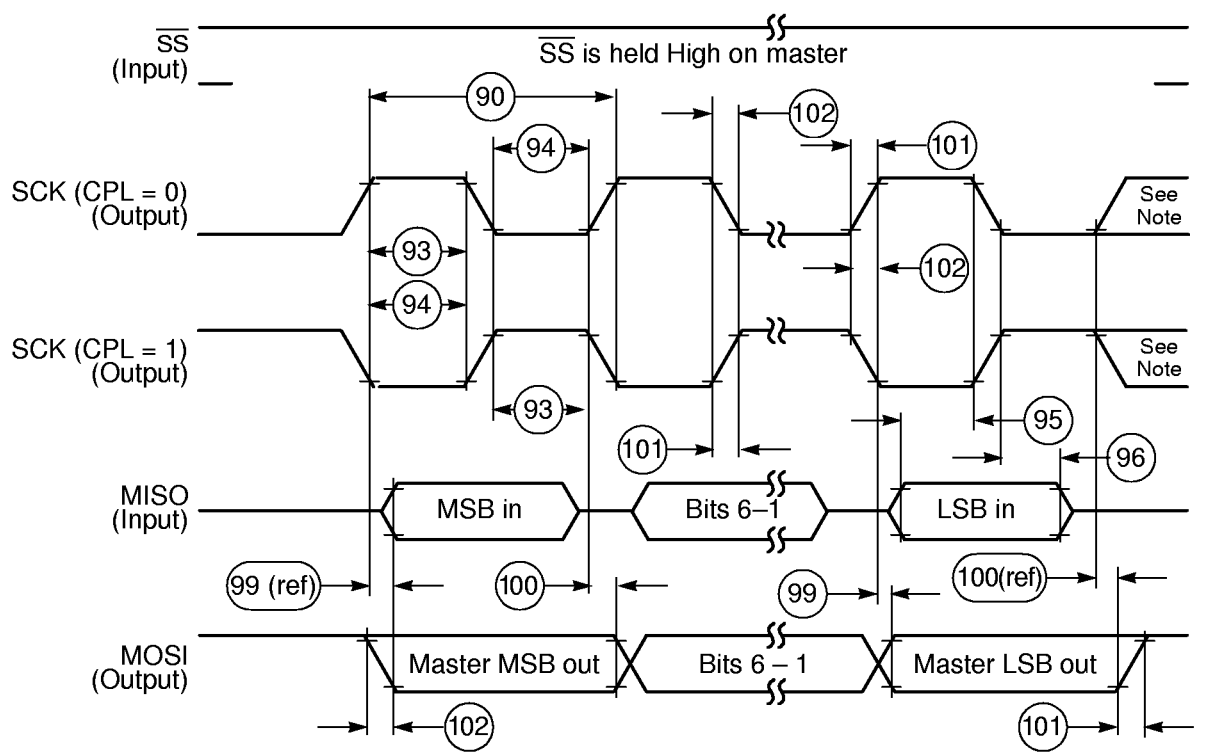 SS
(Input)
SS is held High on master
90
102
94
101
SCK (CPL = 0)
(Output)
See
Note
93
102
94
SCK (CPL = 1)
(Output)
See
Note
93
95
101
96
MISO
(Input)
MSB in
Bits 6–1
LSB in
99 (ref)
100
99
100(ref)
MOSI
(Output)
Master MSB out
Bits 6 – 1
Master LSB out
102
101